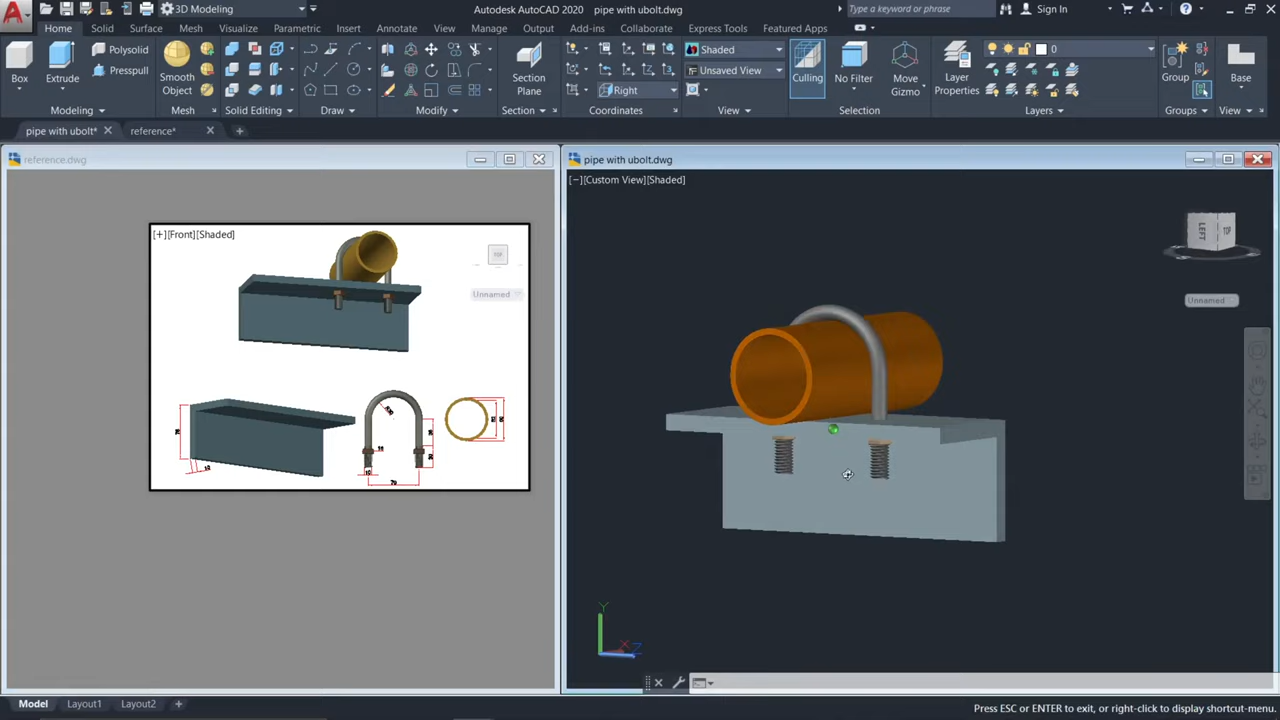 3D Modeling
Autodesk AutoCAD 2020 pipe with ubolt.dwg
Type a keyword or phrase
Sign In
Home Solid Surface Mesh Visualize Parametric Insert Annotate View Manage Output Add-ins Collaborate Express Tools Featured Apps
Box
Extrude
Polysolid
Presspull
Smooth Object
Section Plane
Right
Shaded
Unsaved View
Culling
No Filter
Move Gizmo
Layer Properties
0
Group
Base
Modeling
Mesh
Solid Editing
Draw
Modify
Section
Coordinates
View
Selection
Layers
Groups
View
pipe with ubolt*
reference*
reference.dwg
pipe with ubolt.dwg
[−][Custom View][Shaded]
[+][Front][Shaded]
TOP
Unnamed
LEFT
Unnamed
70
Y
X
Z
Model Layout1 Layout2
Press ESC or ENTER to exit, or right-click to display shortcut-menu.